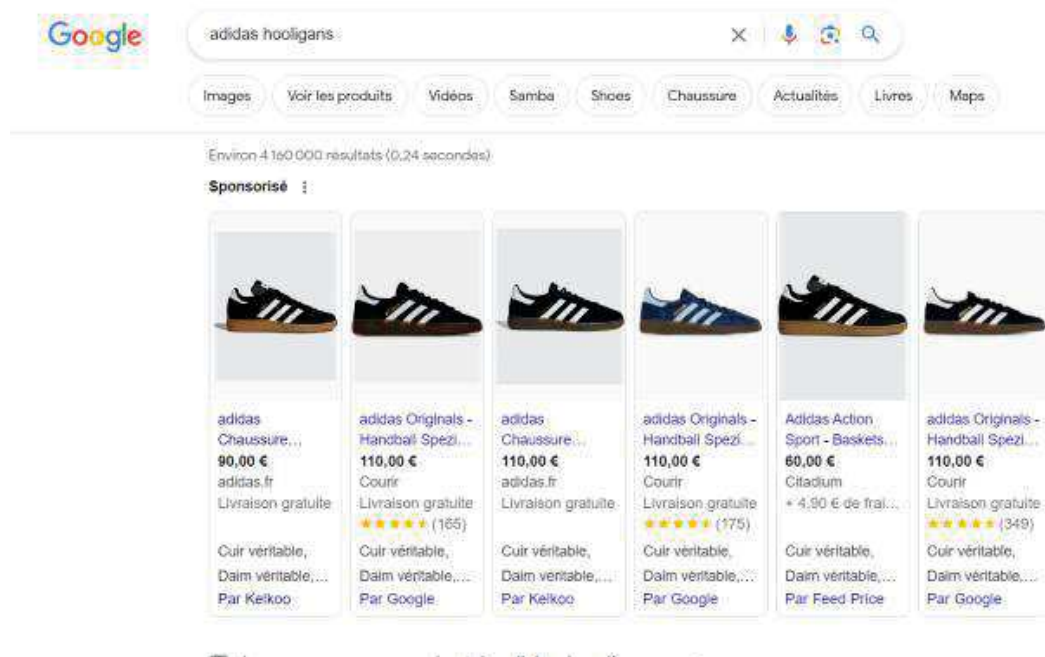 Google
adidas hooligans
Images Voir les produits Vidéos Samba Shoes Chaussure Actualités Livres Maps
Environ 4 160 000 résultats (0,24 secondes)
Sponsorisé
adidas Chaussure...
90,00 €
adidas.fr
Livraison gratuite
Cuir véritable,
Daim véritable,...
Par Kelkoo
adidas Originals -
Handball Spezi...
110,00 €
Courir
Livraison gratuite
(165)
Cuir véritable,
Daim véritable,...
Par Google
adidas
Chaussure...
110,00 €
adidas.fr
Livraison gratuite
Cuir véritable,
Daim véritable,...
Par Kelkoo
adidas Originals -
Handball Spezi...
110,00 €
Courir
Livraison gratuite
(175)
Cuir véritable,
Daim véritable,...
Par Google
Adidas Action
Sport - Baskets...
60,00 €
Citadium
+ 4,90 € de frai...
Cuir véritable,
Daim véritable,...
Par Feed Price
adidas Originals -
Handball Spezi...
110,00 €
Courir
Livraison gratuite
(349)
Cuir véritable,
Daim véritable,...
Par Google